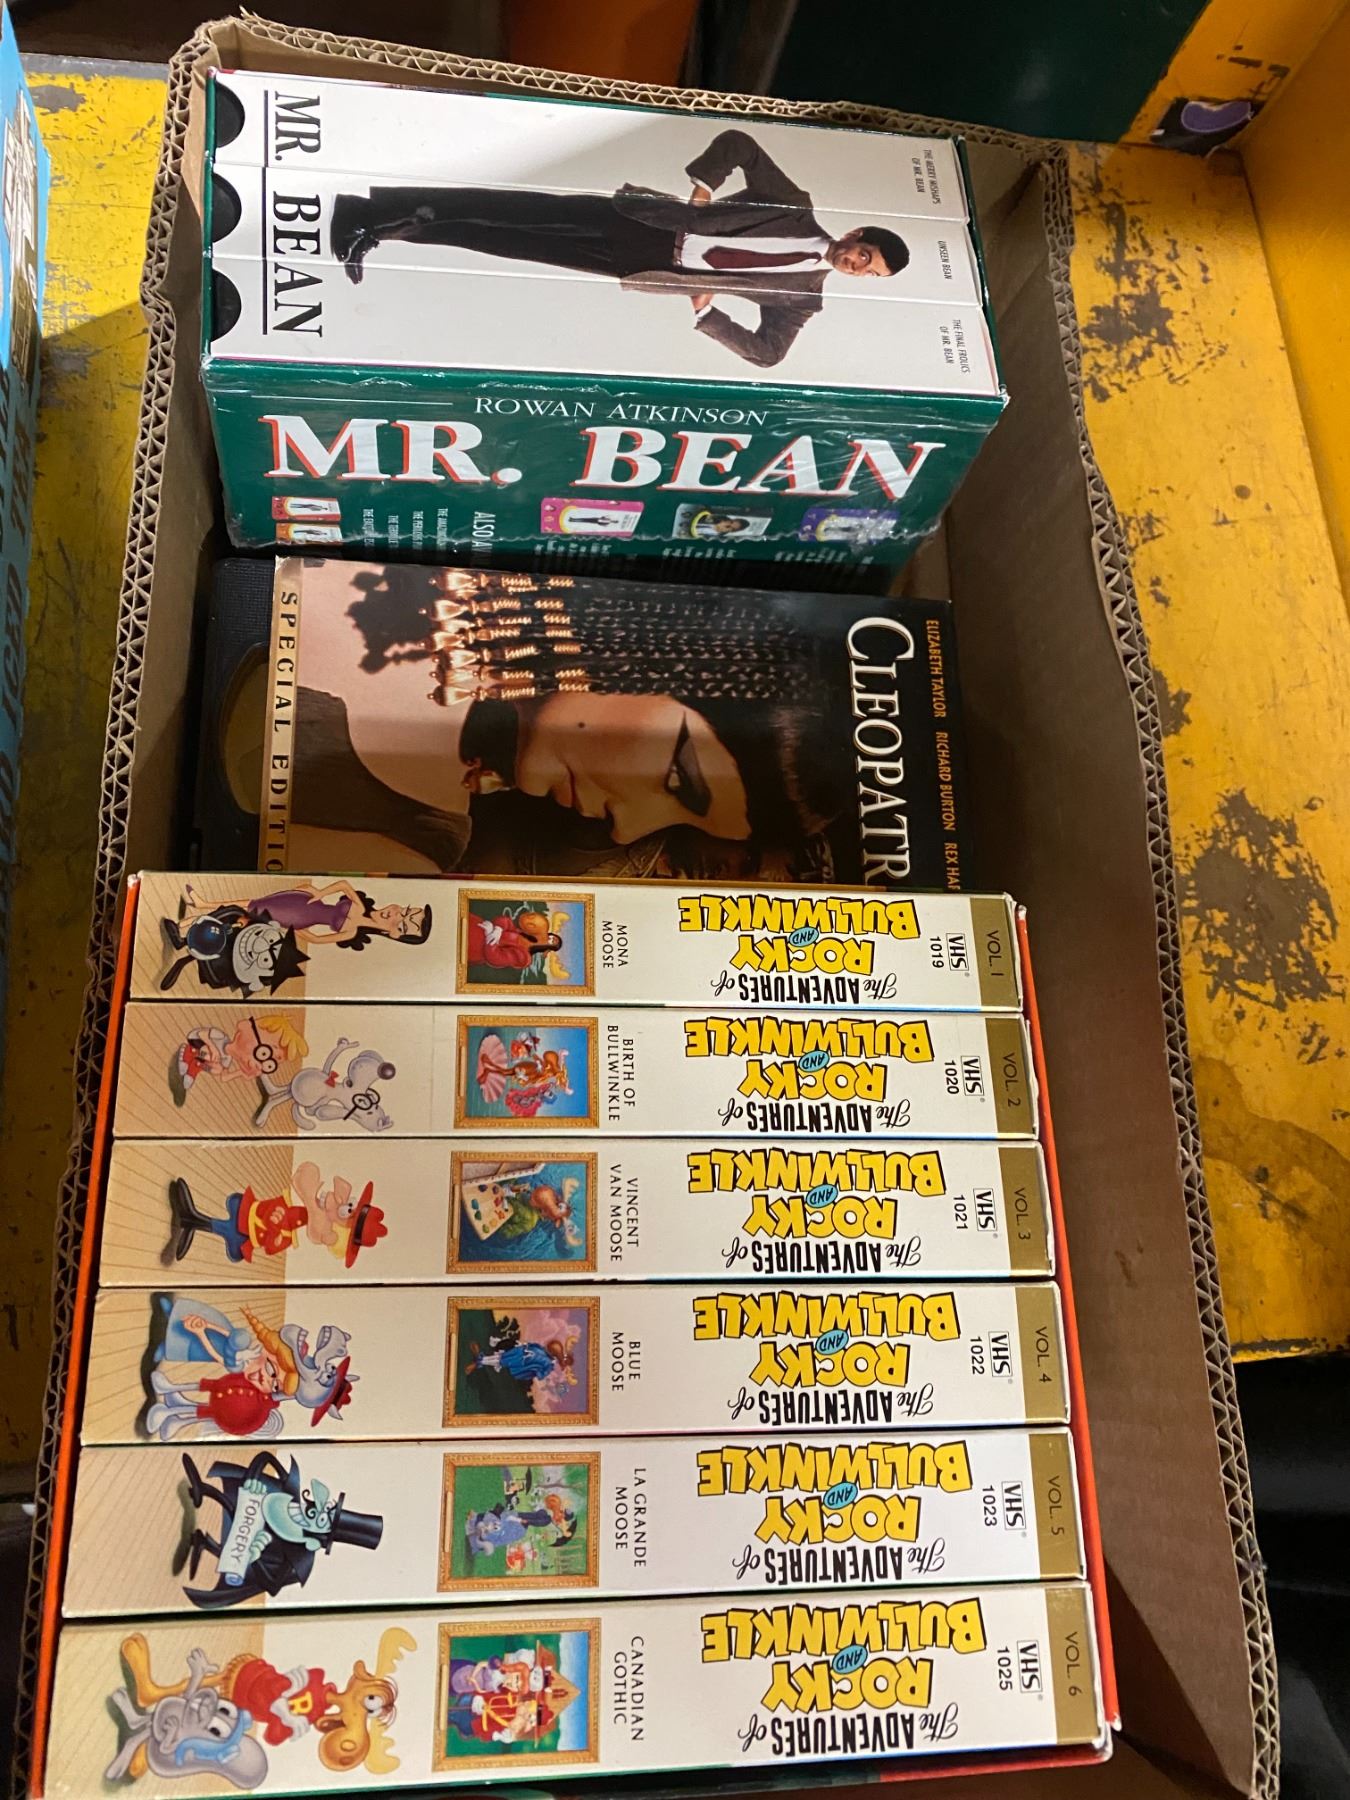 MR. BEAN
THE MERRY MISHAPS
OF MR. BEAN
UNSEEN BEAN
THE FINAL FROLICS
OF MR. BEAN
ROWAN ATKINSON
MR. BEAN
CLEOPATR
ELIZABETH TAYLOR RICHARD BURTON REX HAR
SPECIAL EDITIO
VOL. 1
VHS
1019
The ADVENTURES of
ROCKY
AND
BULLWINKLE
MONA
MOOSE
VOL. 2
VHS
1020
The ADVENTURES of
ROCKY
AND
BULLWINKLE
BIRTH OF
BULLWINKLE
VOL. 3
VHS
1021
The ADVENTURES of
ROCKY
AND
BULLWINKLE
VINCENT
VAN MOOSE
VOL. 4
VHS
1022
The ADVENTURES of
ROCKY
AND
BULLWINKLE
BLUE
MOOSE
VOL. 5
VHS
1023
The ADVENTURES of
ROCKY
AND
BULLWINKLE
LA GRANDE
MOOSE
FORGERY
VOL. 6
VHS
1025
The ADVENTURES of
ROCKY
AND
BULLWINKLE
CANADIAN
GOTHIC
R